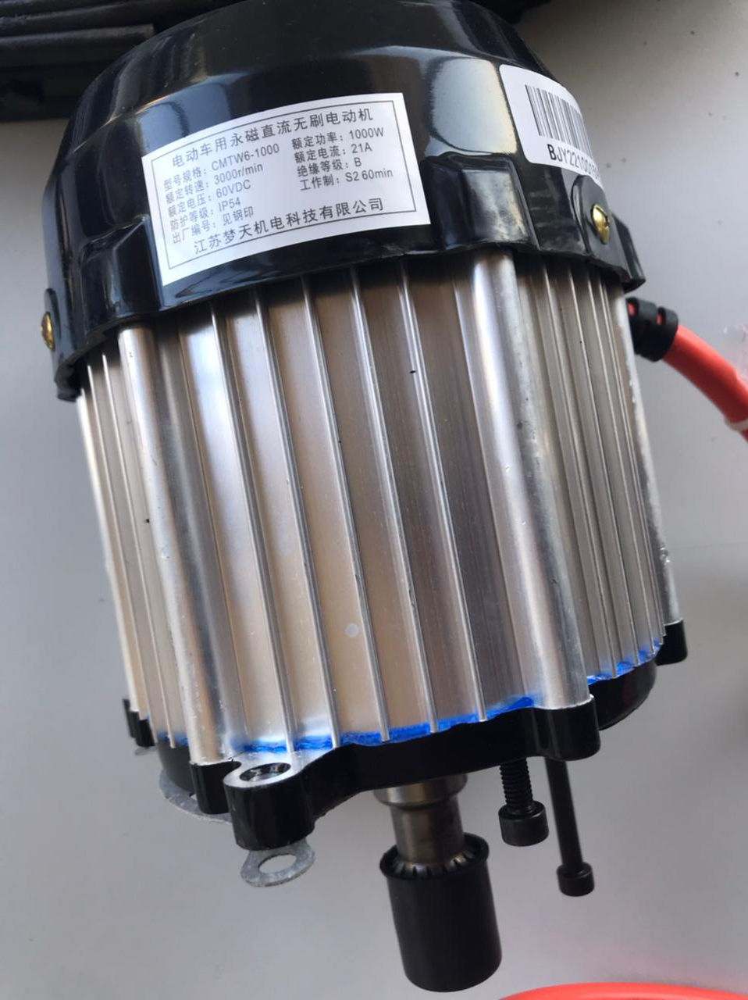 电动车用永磁直流无刷电动机
型号规格：CMTW6-1000 额定功率：1000W
额定转速：3000r/min 额定电流：21A
额定电压：60VDC 绝缘等级：B
防护等级：IP54 工作制：S2 60min
出厂编号：见钢印
江苏梦天机电科技有限公司